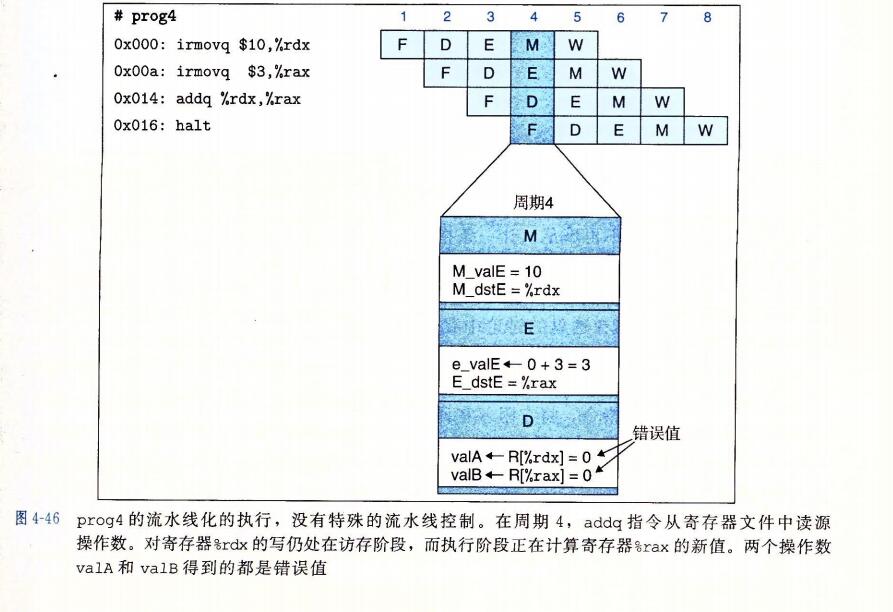 # prog4
1 2 3 4 5 6 7 8
0x000: irmovq $10,%rdx F D E M W
0x00a: irmovq $3,%rax F D E M W
0x014: addq %rdx,%rax F D E M W
0x016: halt F D E M W
周期4
M
M_valE = 10
M_dstE = %rdx
E
e_valE ← 0 + 3 = 3
E_dstE = %rax
D
错误值
valA ← R[%rdx] = 0
valB ← R[%rax] = 0
图 4-46 prog4 的流水线化的执行，没有特殊的流水线控制。在周期 4，addq 指令从寄存器文件中读源
操作数。对寄存器%rdx 的写仍处在访存阶段，而执行阶段正在计算寄存器%rax 的新值。两个操作数
valA 和 valB 得到的都是错误值